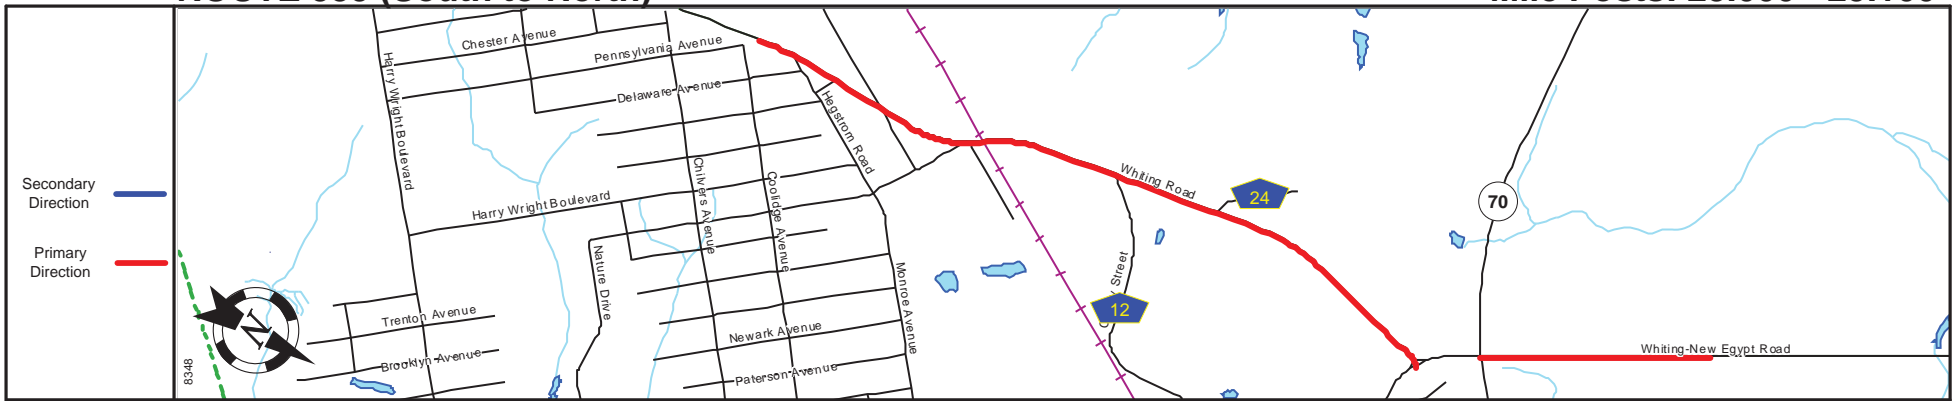 Secondary
Direction
Primary
Direction
8348
N
Chester Avenue
Pennsylvania Avenue
Delaware Avenue
Harry Wright Boulevard
Harry Wright Boulevard
Hegstrom Road
Chilvers Avenue
Coolidge Avenue
Nature Drive
Monroe Avenue
Trenton Avenue
Brooklyn Avenue
Newark Avenue
Paterson Avenue
Whiting Road
24
Street
12
70
Whiting-New Egypt Road